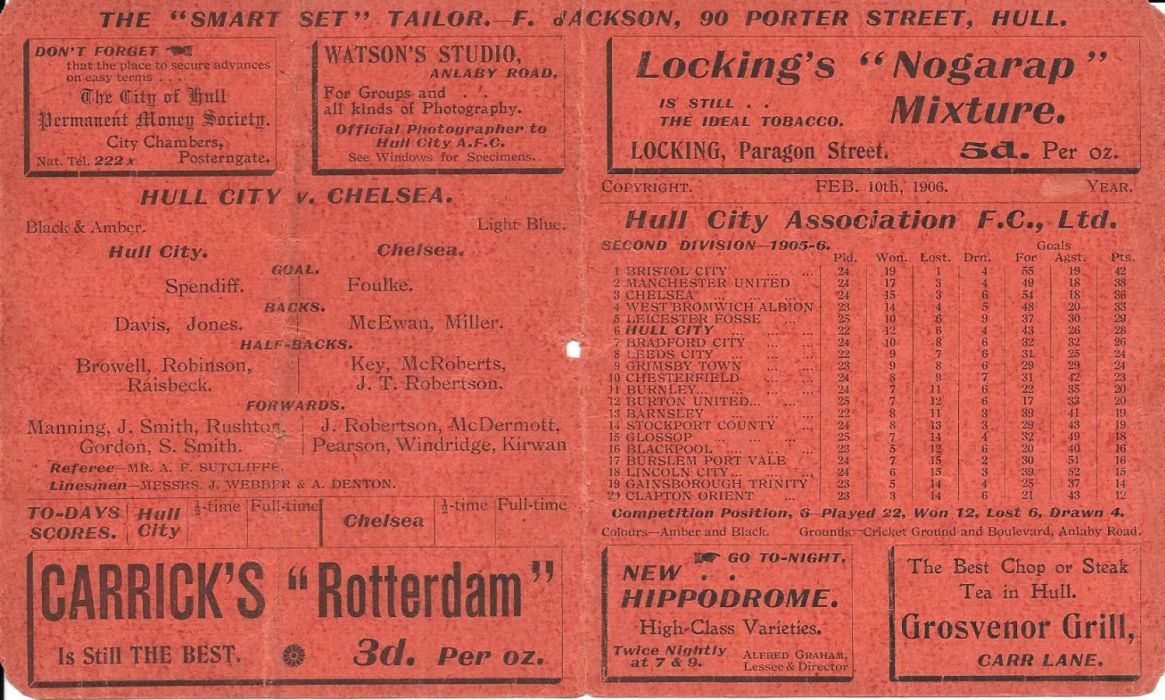 THE "SMART SET" TAILOR.—F. JACKSON, 90 PORTER STREET, HULL.
DON'T FORGET
that the place to secure advances
on easy terms . . .
The City of Hull
Permanent Money Society.
City Chambers,
Nat. Tel. 222x Posterngate.
WATSON'S STUDIO,
ANLABY ROAD,
For Groups and . .
all kinds of Photography.
Official Photographer to
Hull City A.F.C.
See Windows for Specimens.
HULL CITY v. CHELSEA.
Black & Amber. Light Blue.
Hull City. Chelsea.
GOAL.
Spendiff. Foulke.
BACKS.
Davis, Jones. McEwan, Miller.
HALF-BACKS.
Browell, Robinson, Key, McRoberts,
Raisbeck. J. T. Robertson.
FORWARDS.
Manning, J. Smith, Rushton, J. Robertson, McDermott,
Gordon, S. Smith. Pearson, Windridge, Kirwan
Referee—MR. A. F. SUTCLIFFE.
Linesmen—MESSRS. J. WEBBER & A. DENTON.
TO-DAYS Hull ½-time Full-time Chelsea ½-time Full-time
SCORES. City
CARRICK'S "Rotterdam"
Is Still THE BEST. 3d. Per oz.
Locking's "Nogarap"
IS STILL . . Mixture.
THE IDEAL TOBACCO.
LOCKING, Paragon Street. 5d. Per oz.
COPYRIGHT. FEB. 10th, 1906. YEAR.
Hull City Association F.C., Ltd.
SECOND DIVISION—1905-6. Goals
Pld. Won. Lost. Drn. For Agst. Pts.
1 BRISTOL CITY ... ... 24 19 1 4 55 19 42
2 MANCHESTER UNITED 24 17 3 4 49 18 38
3 CHELSEA ... ... ... 24 15 3 6 54 18 36
4 WEST BROMWICH ALBION 23 14 4 5 48 20 33
5 LEICESTER FOSSE ... 25 10 6 9 37 30 29
6 HULL CITY ... ... 22 12 6 4 43 26 28
7 BRADFORD CITY ... ... 24 10 8 6 32 32 26
8 LEEDS CITY ... ... 22 9 7 6 31 25 24
9 GRIMSBY TOWN ... ... 23 9 8 6 29 29 24
10 CHESTERFIELD ... ... 24 8 9 7 31 42 23
11 BURNLEY... ... ... 24 7 11 6 22 35 20
12 BURTON UNITED... ... 25 7 12 6 17 33 20
13 BARNSLEY ... ... 22 8 11 3 39 41 19
14 STOCKPORT COUNTY ... 24 8 13 3 29 43 19
15 GLOSSOP ... ... 25 7 14 4 32 49 18
16 BLACKPOOL ... ... 23 5 12 6 20 40 16
17 BURSLEM PORT VALE 24 7 15 2 30 51 16
18 LINCOLN CITY... ... 24 6 15 3 39 52 15
19 GAINSBOROUGH TRINITY 23 5 14 4 25 37 14
20 CLAPTON ORIENT ... 23 3 14 6 21 43 12
Competition Position, 6—Played 22, Won 12, Lost 6, Drawn 4.
Colours—Amber and Black. Grounds—Cricket Ground and Boulevard, Anlaby Road.
GO TO-NIGHT.
NEW . .
HIPPODROME.
High-Class Varieties.
Twice Nightly ALFRED GRAHAM,
at 7 & 9. Lessee & Director
The Best Chop or Steak
Tea in Hull.
Grosvenor Grill,
CARR LANE.